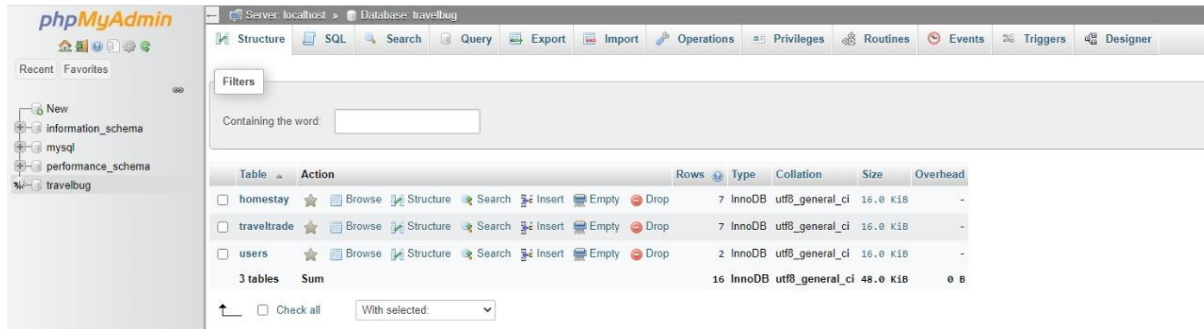 phpMyAdmin
Recent Favorites
New
information_schema
mysql
performance_schema
travelbug
Server: localhost » Database: travelbug
Structure SQL Search Query Export Import Operations Privileges Routines Events Triggers Designer
Filters
Containing the word:
Table Action Rows Type Collation Size Overhead
homestay Browse Structure Search Insert Empty Drop 7 InnoDB utf8_general_ci 16.0 KiB -
traveltrade Browse Structure Search Insert Empty Drop 7 InnoDB utf8_general_ci 16.0 KiB -
users Browse Structure Search Insert Empty Drop 2 InnoDB utf8_general_ci 16.0 KiB -
3 tables Sum 16 InnoDB utf8_general_ci 48.0 KiB 0 B
Check all With selected: